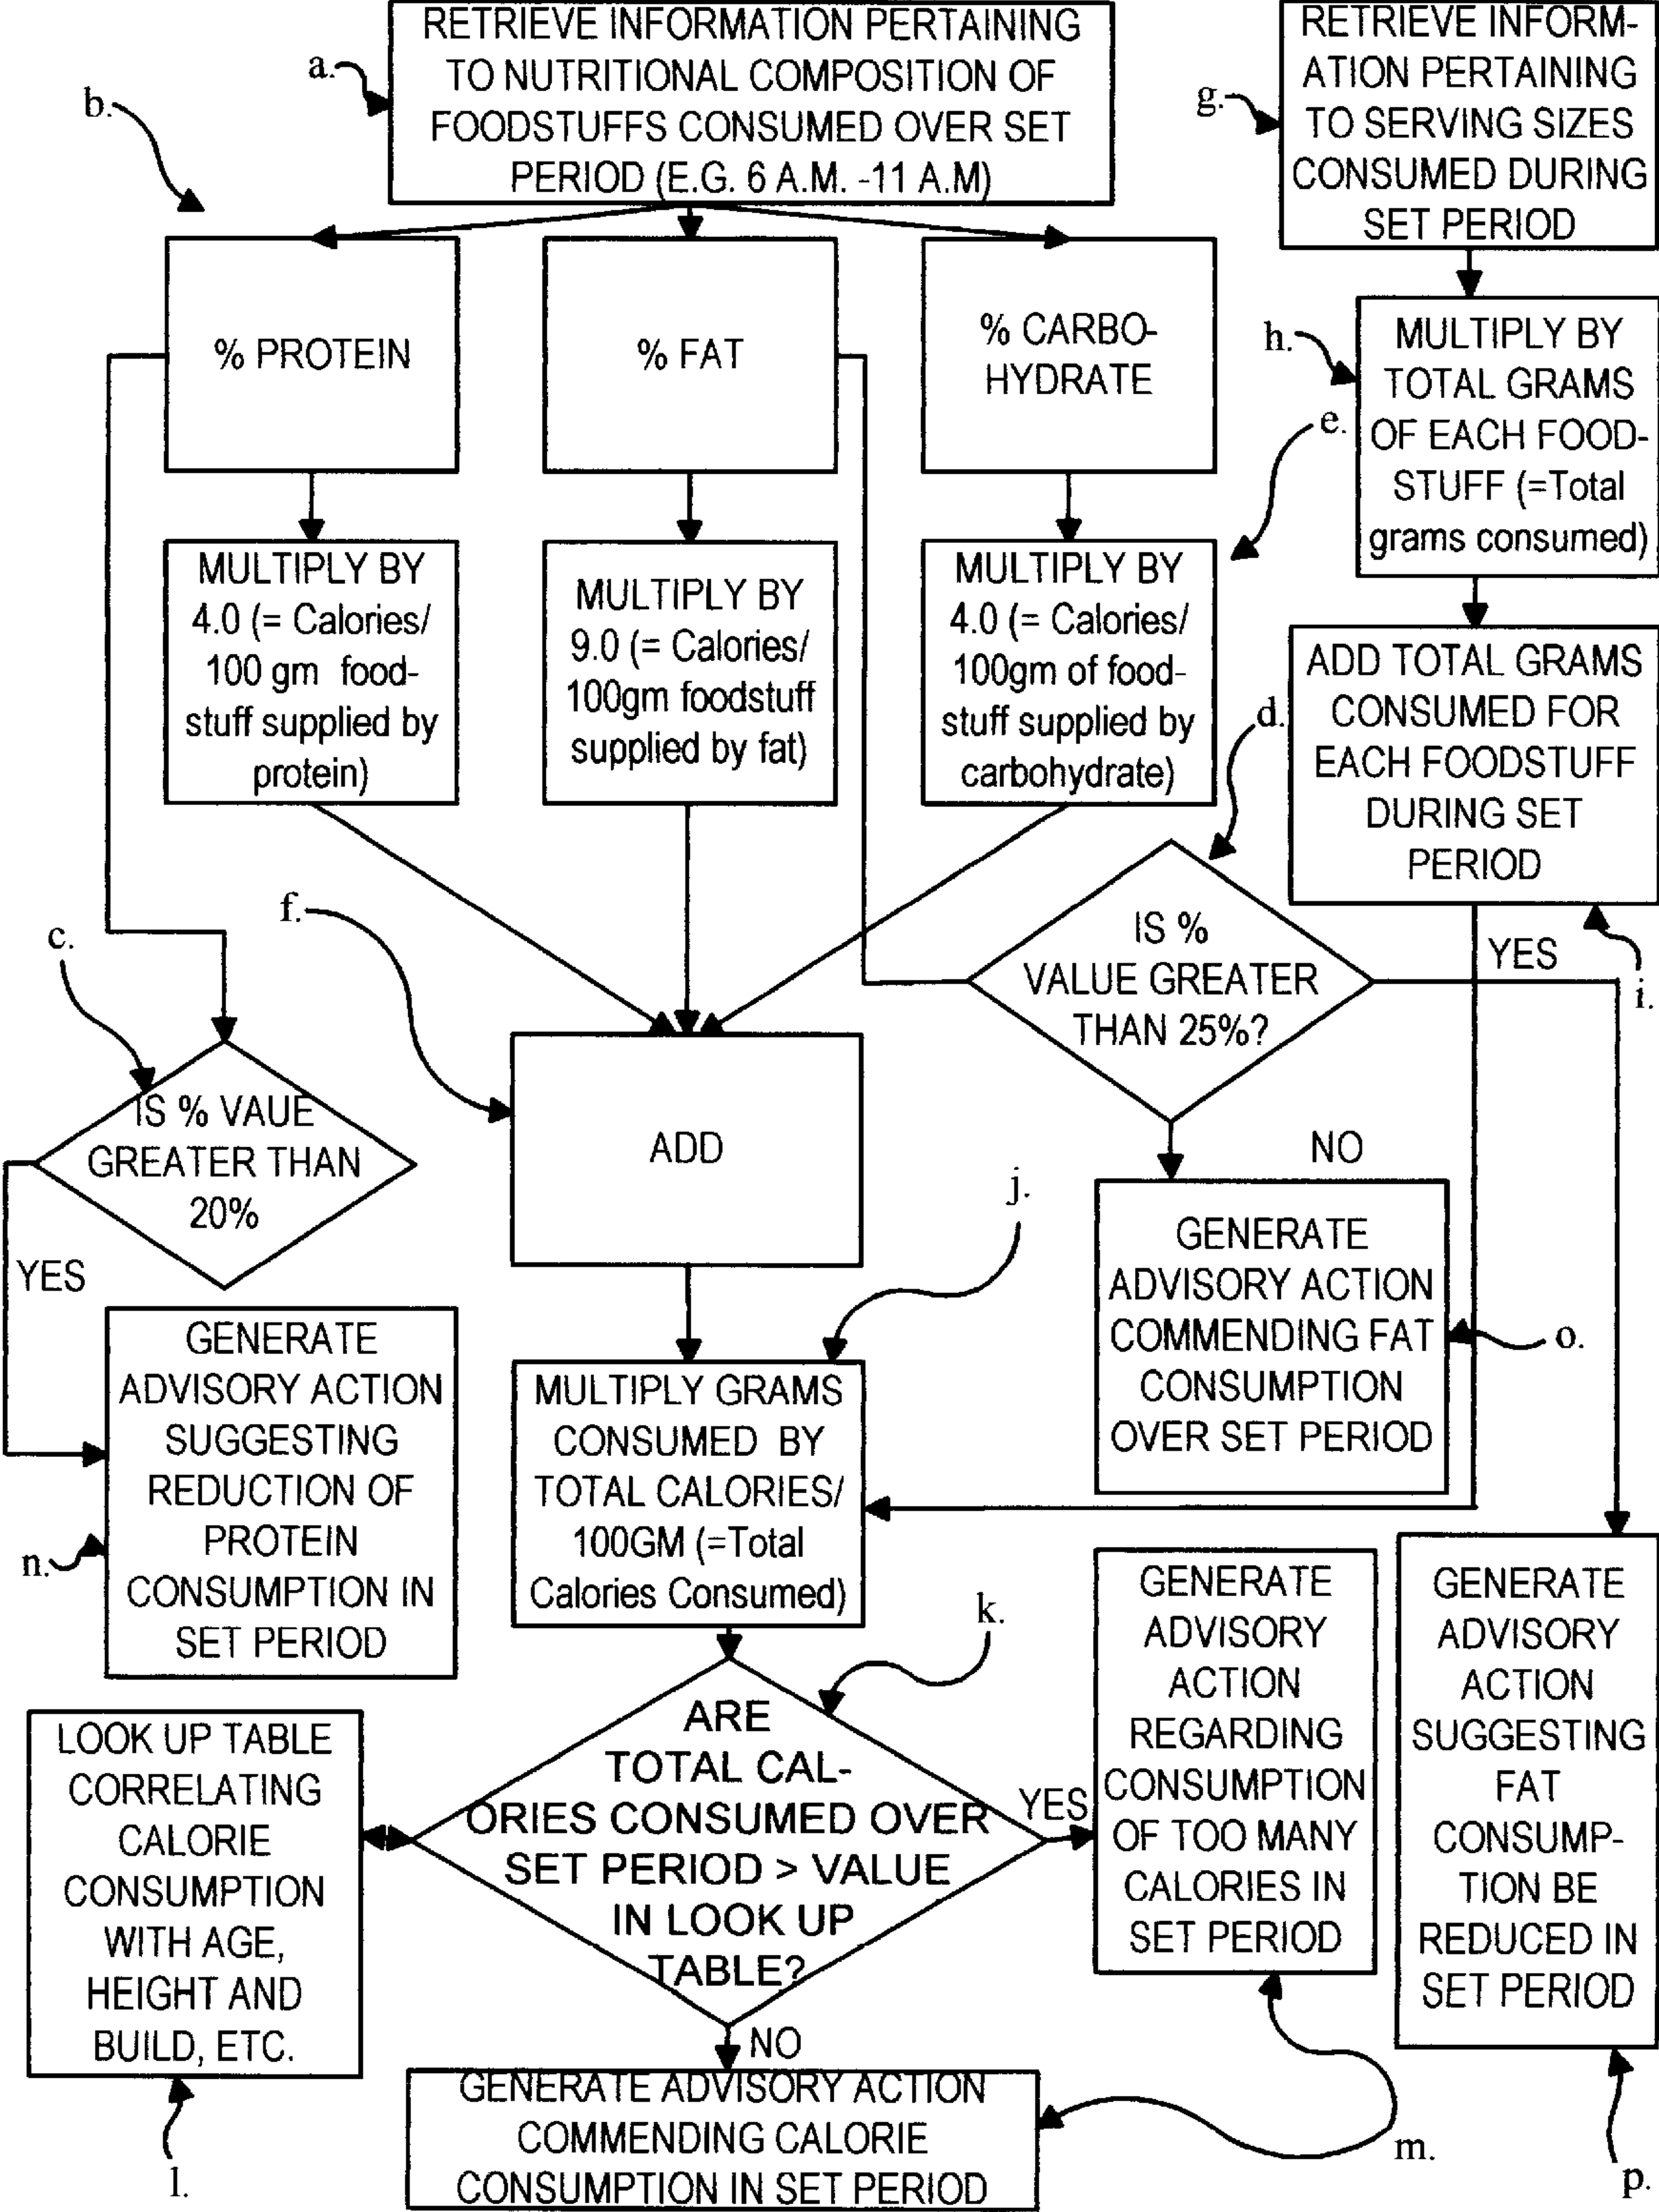 RETRIEVE INFORMATION PERTAINING
TO NUTRITIONAL COMPOSITION OF
FOODSTUFFS CONSUMED OVER SET
PERIOD (E.G. 6 A.M. -11 A.M)
a.
b.
RETRIEVE INFORM-
ATION PERTAINING
TO SERVING SIZES
CONSUMED DURING
SET PERIOD
g.
% PROTEIN
% FAT
% CARBO-
HYDRATE
h.
MULTIPLY BY
TOTAL GRAMS
OF EACH FOOD-
STUFF (=Total
grams consumed)
e.
MULTIPLY BY
4.0 (= Calories/
100 gm food-
stuff supplied by
protein)
MULTIPLY BY
9.0 (= Calories/
100gm foodstuff
supplied by fat)
MULTIPLY BY
4.0 (= Calories/
100gm of food-
stuff supplied by
carbohydrate)
d.
ADD TOTAL GRAMS
CONSUMED FOR
EACH FOODSTUFF
DURING SET
PERIOD
f.
c.
IS %
VALUE GREATER
THAN 25%?
YES
i.
IS % VAUE
GREATER THAN
20%
YES
ADD
NO
j.
GENERATE
ADVISORY ACTION
COMMENDING FAT
CONSUMPTION
OVER SET PERIOD
o.
GENERATE
ADVISORY ACTION
SUGGESTING
REDUCTION OF
PROTEIN
CONSUMPTION IN
SET PERIOD
n.
MULTIPLY GRAMS
CONSUMED BY
TOTAL CALORIES/
100GM (=Total
Calories Consumed)
k.
GENERATE
ADVISORY
ACTION
REGARDING
CONSUMPTION
OF TOO MANY
CALORIES IN
SET PERIOD
GENERATE
ADVISORY
ACTION
SUGGESTING
FAT
CONSUMP-
TION BE
REDUCED IN
SET PERIOD
LOOK UP TABLE
CORRELATING
CALORIE
CONSUMPTION
WITH AGE,
HEIGHT AND
BUILD, ETC.
ARE
TOTAL CAL-
ORIES CONSUMED OVER
SET PERIOD > VALUE
IN LOOK UP
TABLE?
YES
NO
GENERATE ADVISORY ACTION
COMMENDING CALORIE
CONSUMPTION IN SET PERIOD
l.
m.
p.